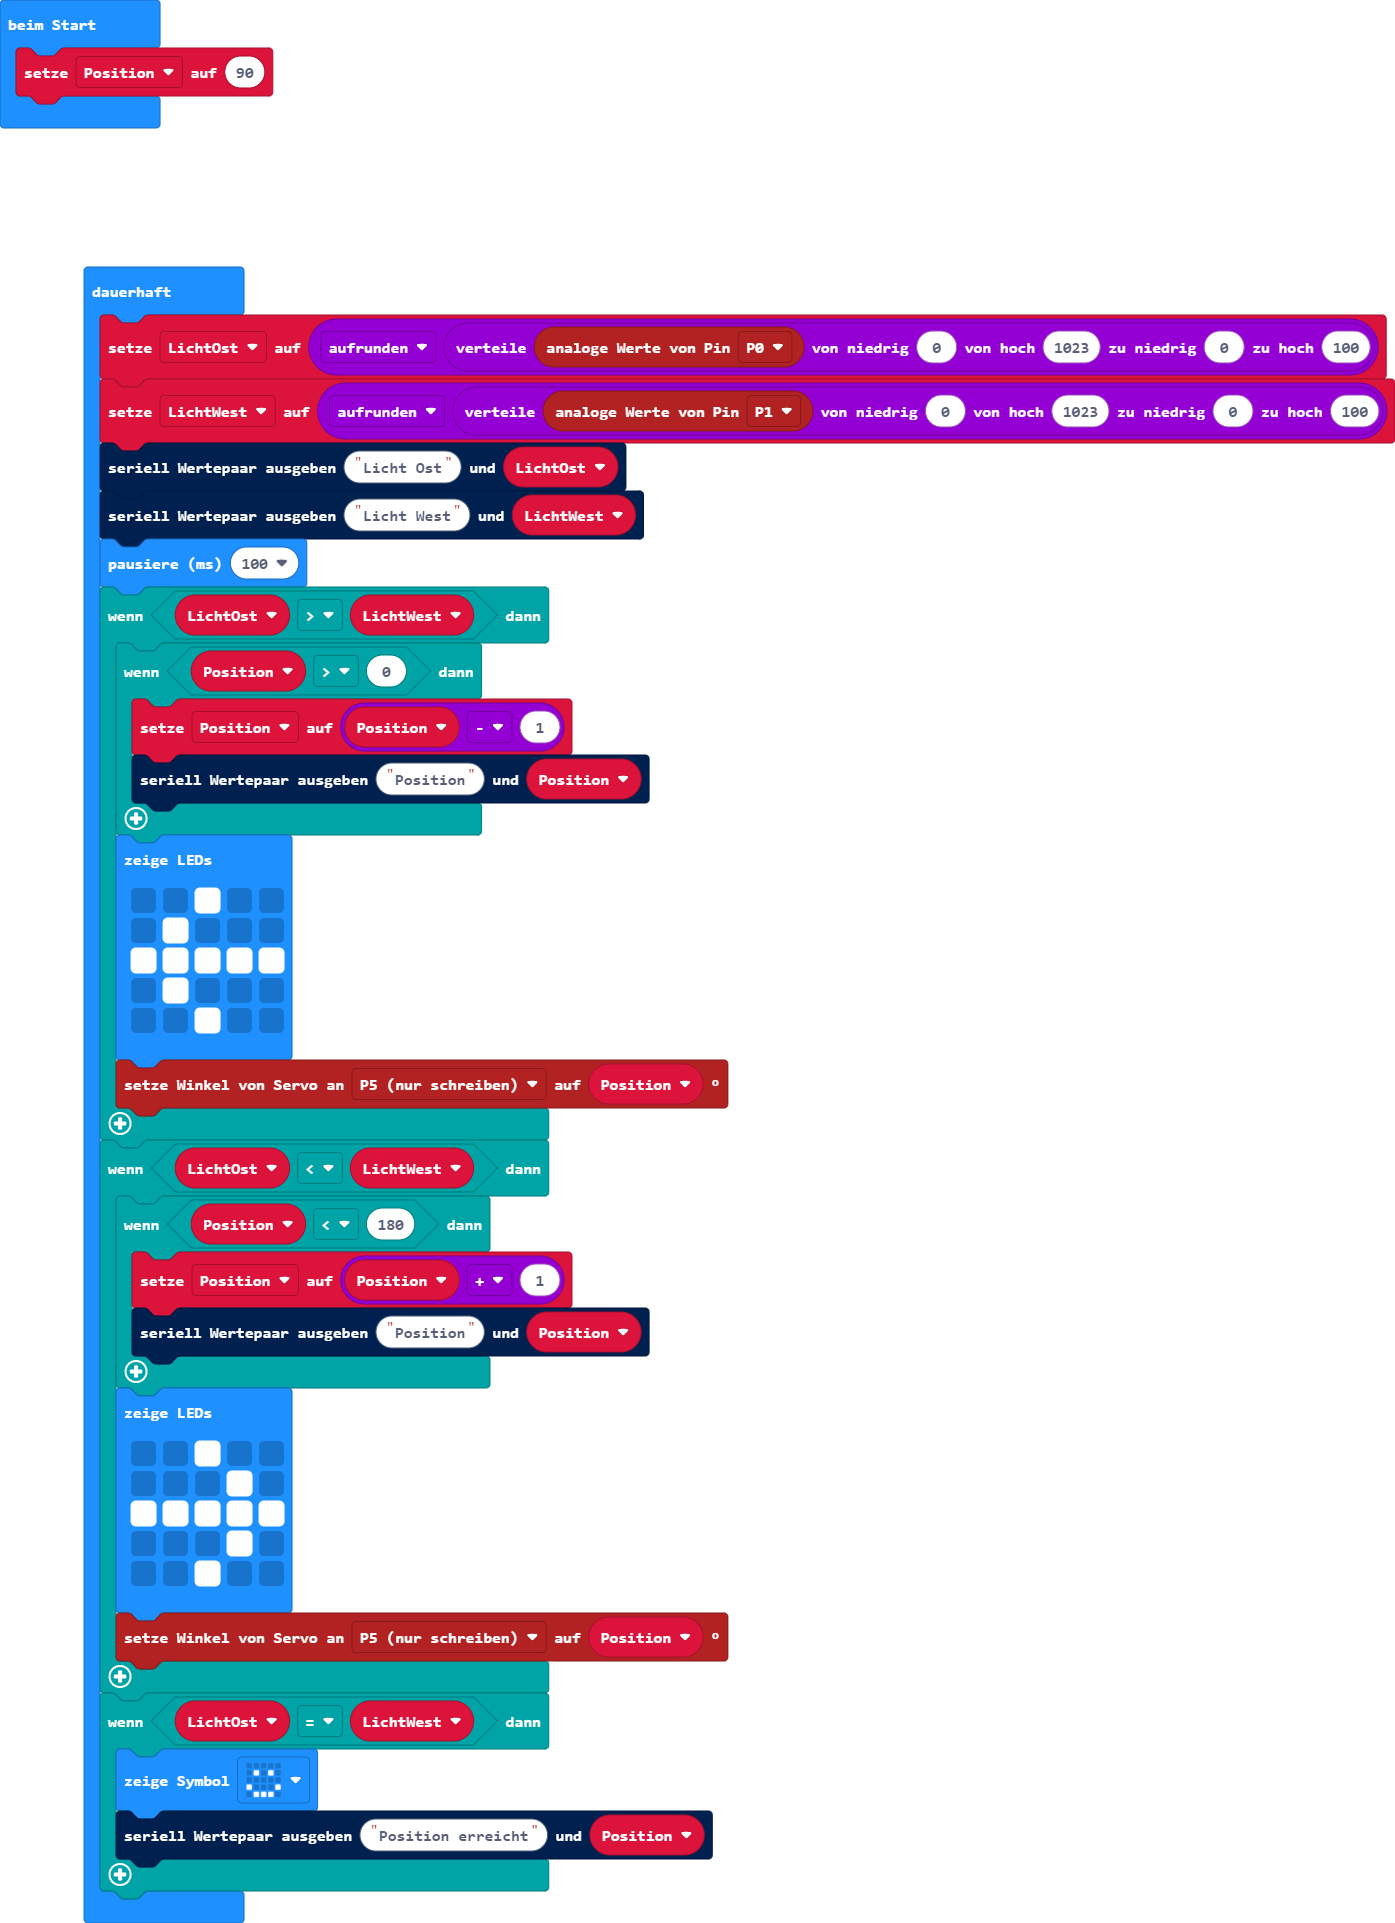 beim Start
setze Position auf 90
dauerhaft
setze LichtOst auf aufrunden verteile analoge Werte von Pin P0 von niedrig 0 von hoch 1023 zu niedrig 0 zu hoch 100
setze LichtWest auf aufrunden verteile analoge Werte von Pin P1 von niedrig 0 von hoch 1023 zu niedrig 0 zu hoch 100
seriell Wertepaar ausgeben "Licht Ost" und LichtOst
seriell Wertepaar ausgeben "Licht West" und LichtWest
pausiere (ms) 100
wenn LichtOst > LichtWest dann
wenn Position > 0 dann
setze Position auf Position - 1
seriell Wertepaar ausgeben "Position" und Position
zeige LEDs
setze Winkel von Servo an P5 (nur schreiben) auf Position °
wenn LichtOst < LichtWest dann
wenn Position < 180 dann
setze Position auf Position + 1
seriell Wertepaar ausgeben "Position" und Position
zeige LEDs
setze Winkel von Servo an P5 (nur schreiben) auf Position °
wenn LichtOst = LichtWest dann
zeige Symbol
seriell Wertepaar ausgeben "Position erreicht" und Position